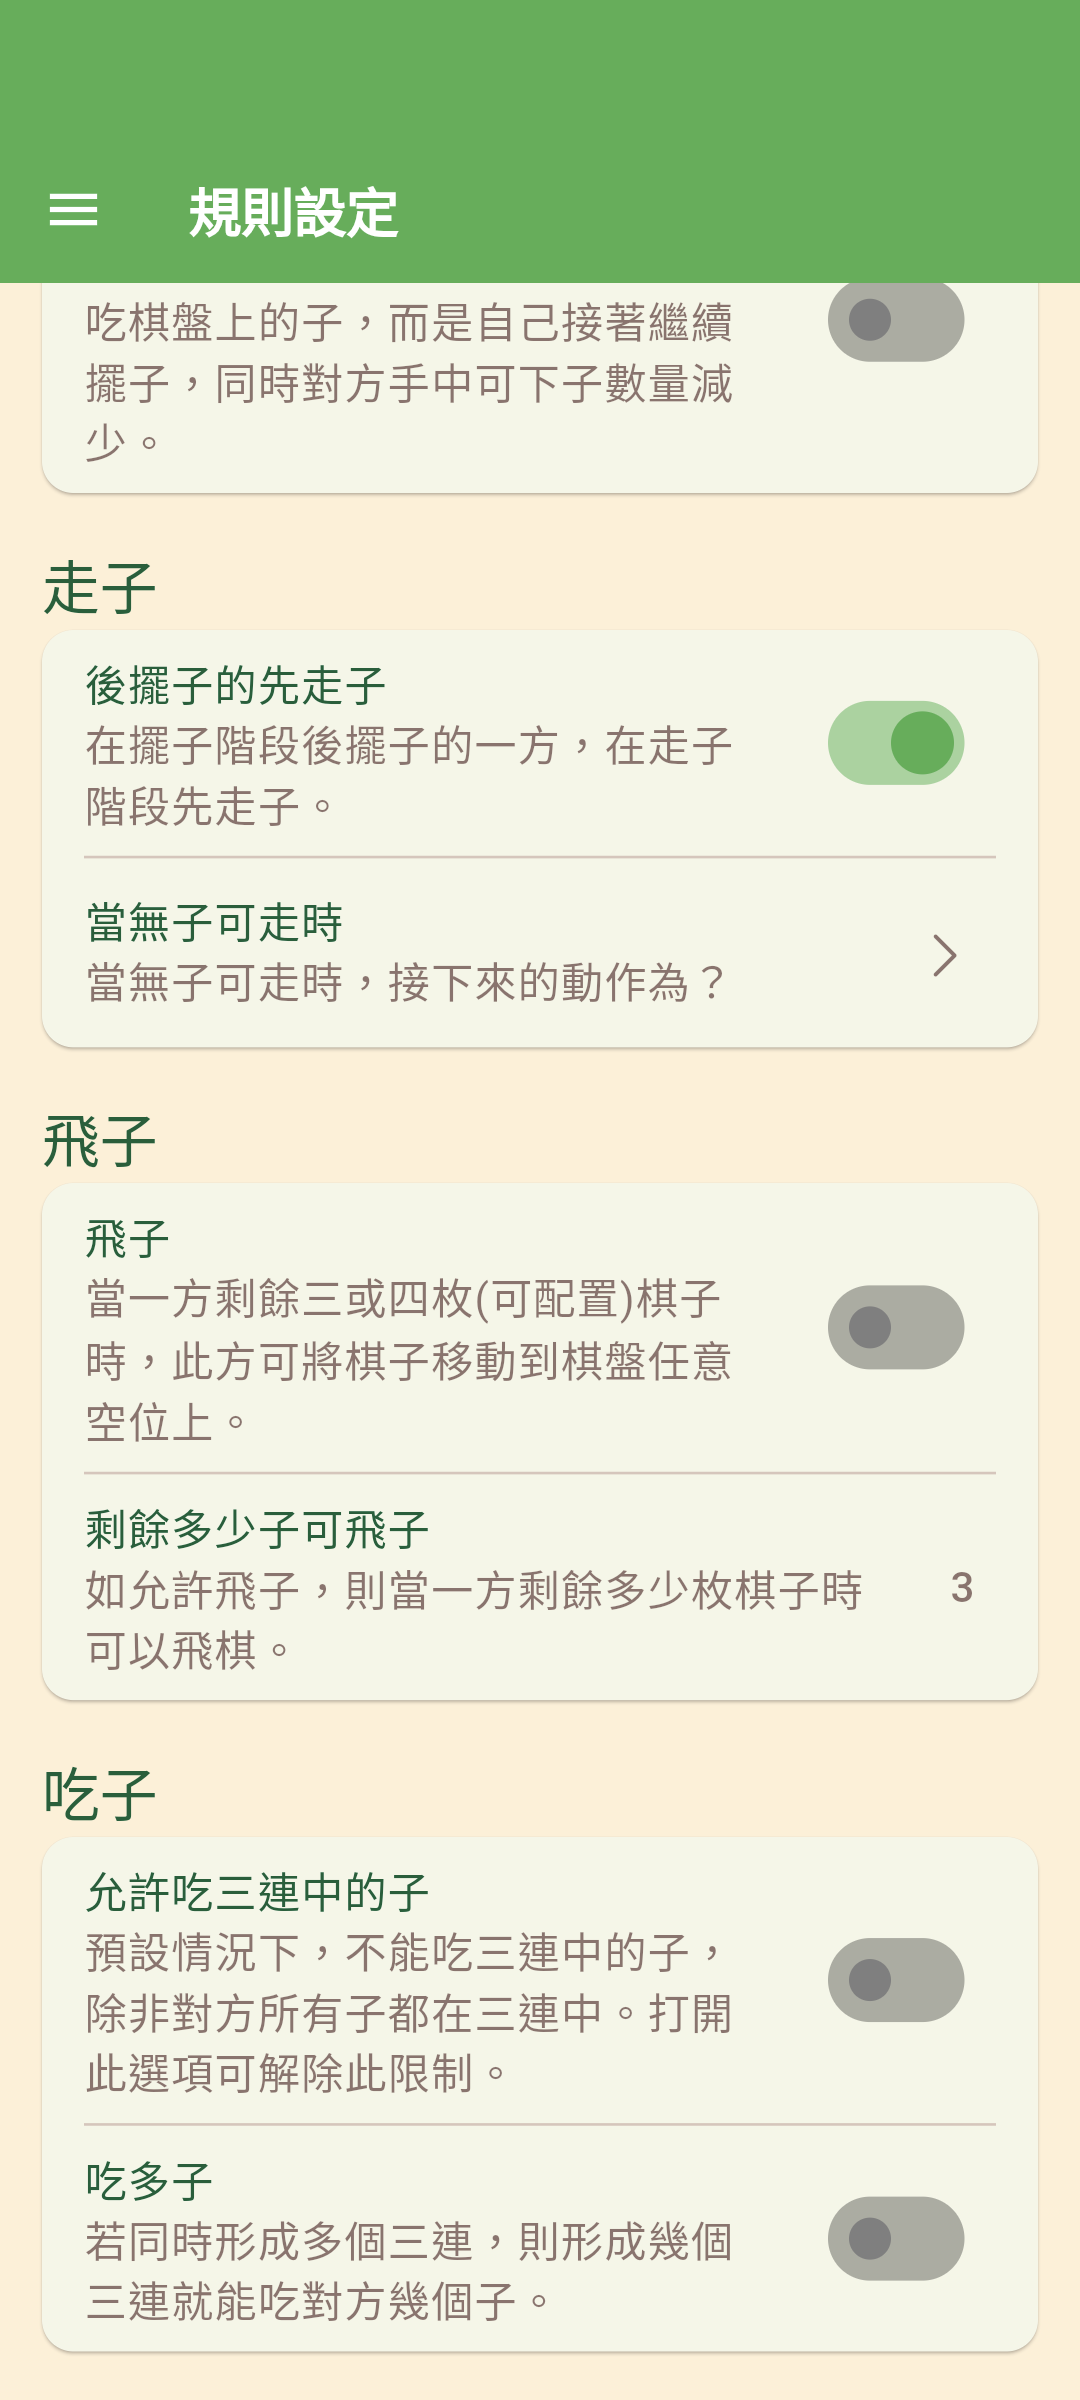 規則設定
吃棋盤上的子，而是自己接著繼續
擺子，同時對方手中可下子數量減
少。
走子
後擺子的先走子
在擺子階段後擺子的一方，在走子
階段先走子。
當無子可走時
當無子可走時，接下來的動作為？
飛子
飛子
當一方剩餘三或四枚(可配置)棋子
時，此方可將棋子移動到棋盤任意
空位上。
剩餘多少子可飛子
如允許飛子，則當一方剩餘多少枚棋子時
可以飛棋。
3
吃子
允許吃三連中的子
預設情況下，不能吃三連中的子，
除非對方所有子都在三連中。打開
此選項可解除此限制。
吃多子
若同時形成多個三連，則形成幾個
三連就能吃對方幾個子。